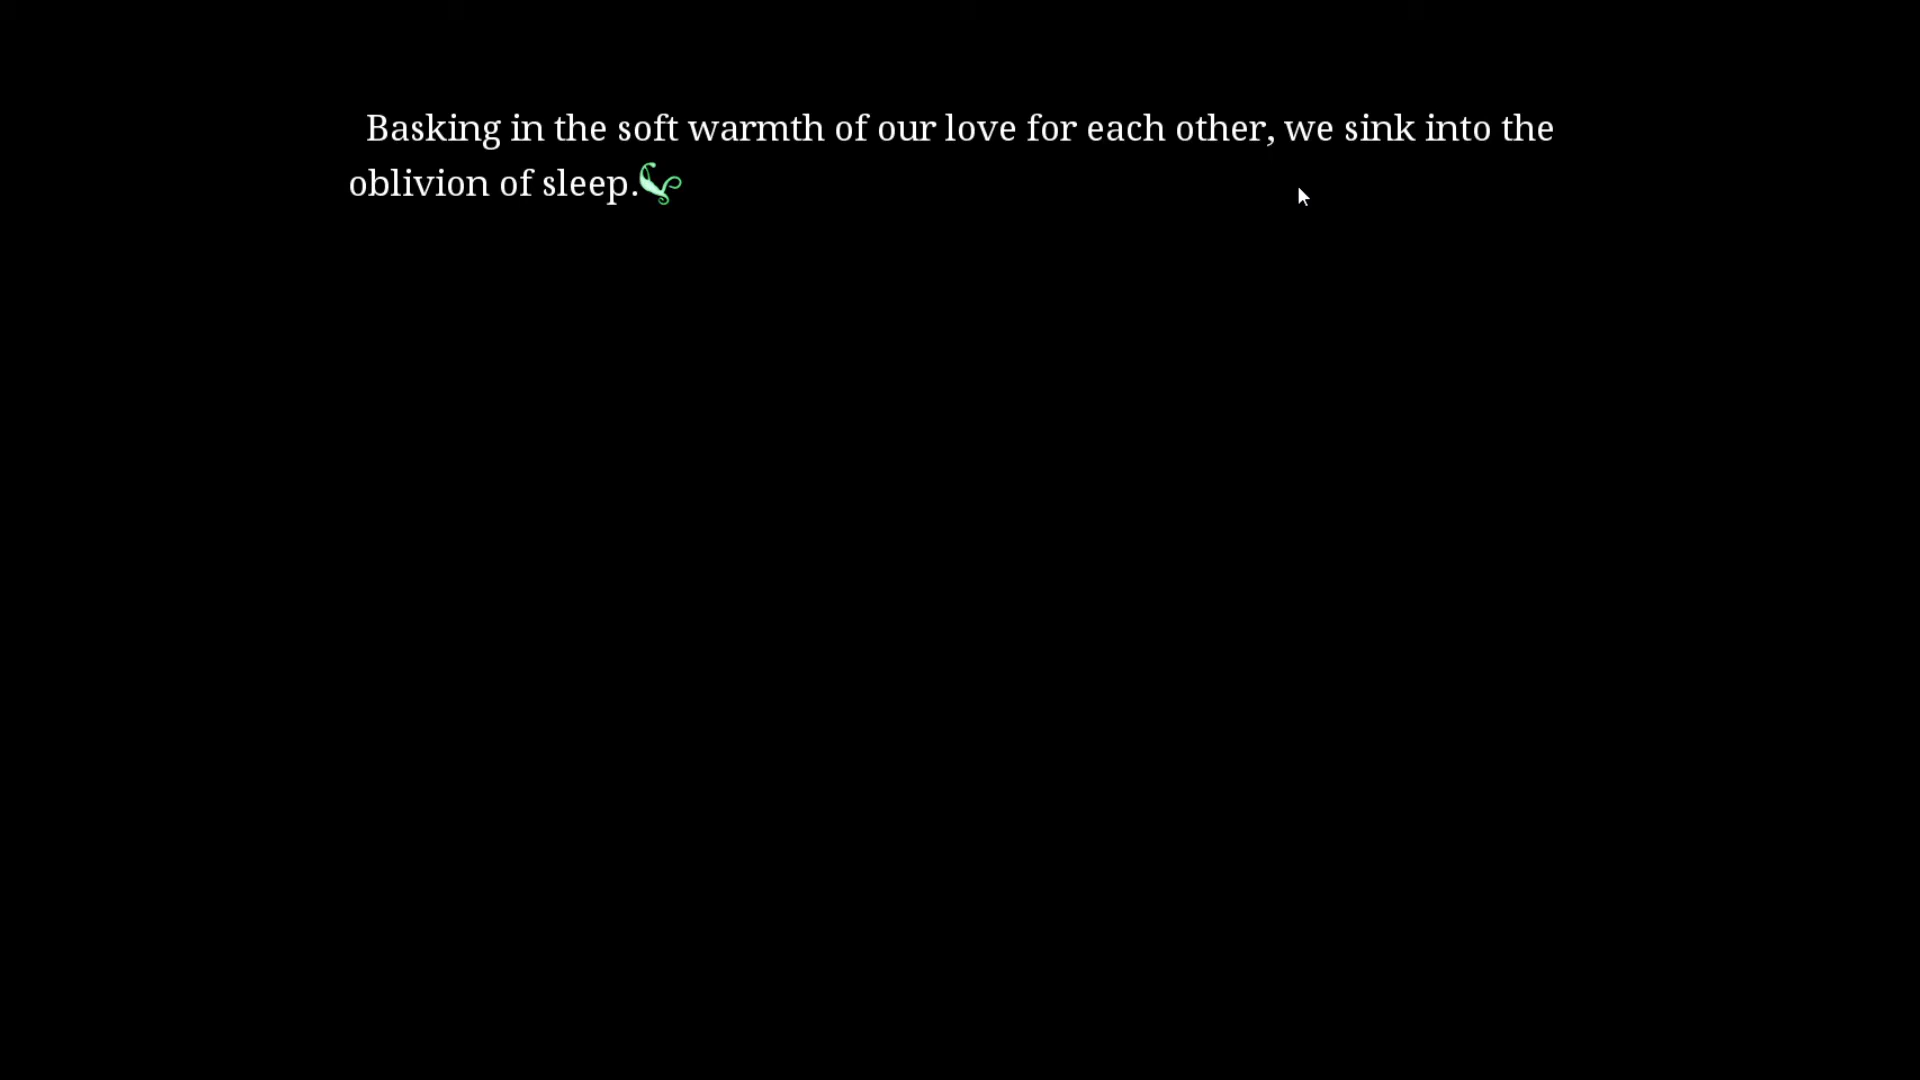 Basking in the soft warmth of our love for each other, we sink into the
oblivion of sleep.